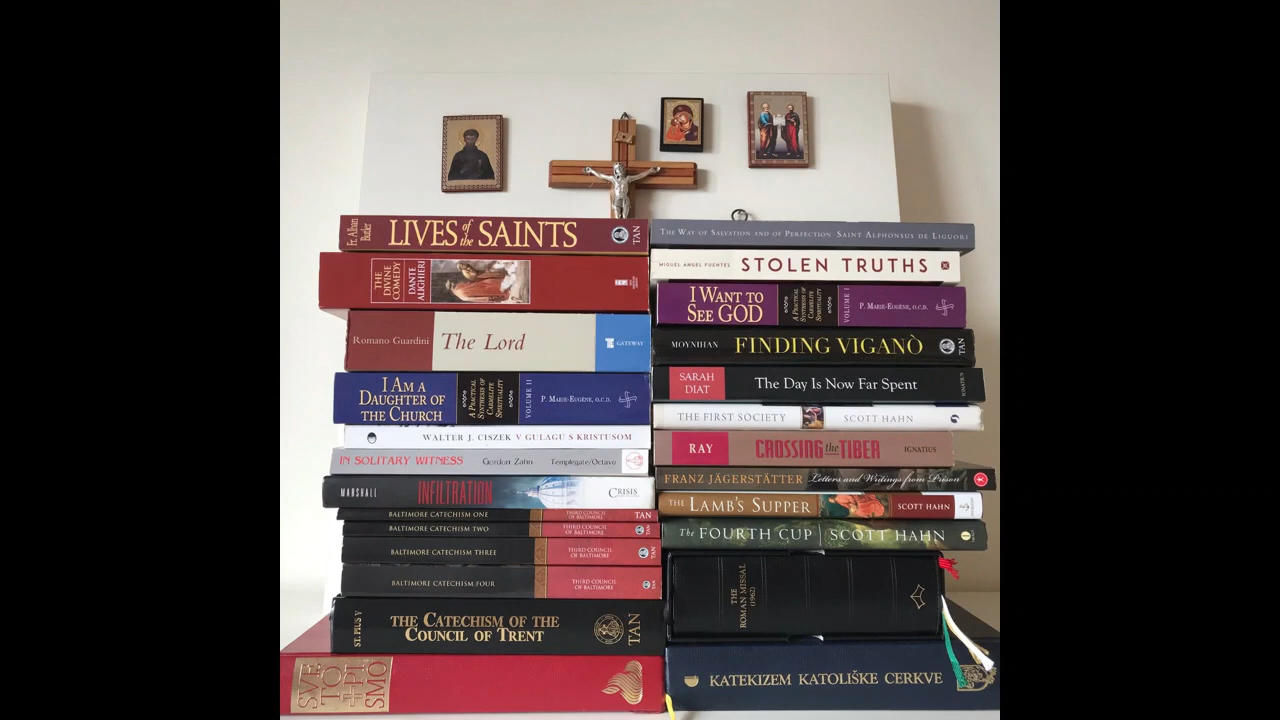 Fr. Alban
Butler
LIVES of the SAINTS
TAN
THE
DIVINE
COMEDY
DANTE
ALIGHIERI
Romano Guardini
The Lord
GATEWAY
I AM A
DAUGHTER OF
THE CHURCH
A PRACTICAL
SYNTHESIS OF
CARMELITE
SPIRITUALITY
VOLUME II
P. MARIE-EUGÈNE, O.C.D.
WALTER J. CISZEK V GULAGU S KRISTUSOM
IN SOLITARY WITNESS Gordon Zahn Templegate/Octavo
MARSHALL INFILTRATION CRISIS
BALTIMORE CATECHISM ONE
THIRD COUNCIL
OF BALTIMORE
TAN
BALTIMORE CATECHISM TWO
THIRD COUNCIL
OF BALTIMORE
TAN
BALTIMORE CATECHISM THREE
THIRD COUNCIL
OF BALTIMORE
TAN
BALTIMORE CATECHISM FOUR
THIRD COUNCIL
OF BALTIMORE
TAN
ST. PIUS V
THE CATECHISM OF THE
COUNCIL OF TRENT
TAN
SVE
TO+PI
SMO
THE WAY OF SALVATION AND OF PERFECTION SAINT ALPHONSUS DE LIGUORI
MIGUEL ANGEL FUENTES STOLEN TRUTHS
I WANT TO
SEE GOD
A PRACTICAL
SYNTHESIS OF
CARMELITE
SPIRITUALITY
VOLUME I
P. MARIE-EUGÈNE, O.C.D.
MOYNIHAN FINDING VIGANÒ TAN
SARAH
DIAT
The Day Is Now Far Spent
IGNATIUS
THE FIRST SOCIETY SCOTT HAHN
RAY CROSSING the TIBER IGNATIUS
FRANZ JÄGERSTÄTTER Letters and Writings from Prison
THE LAMB'S SUPPER SCOTT HAHN
The FOURTH CUP SCOTT HAHN
THE
ROMAN MISSAL
(1962)
KATEKIZEM KATOLIŠKE CERKVE